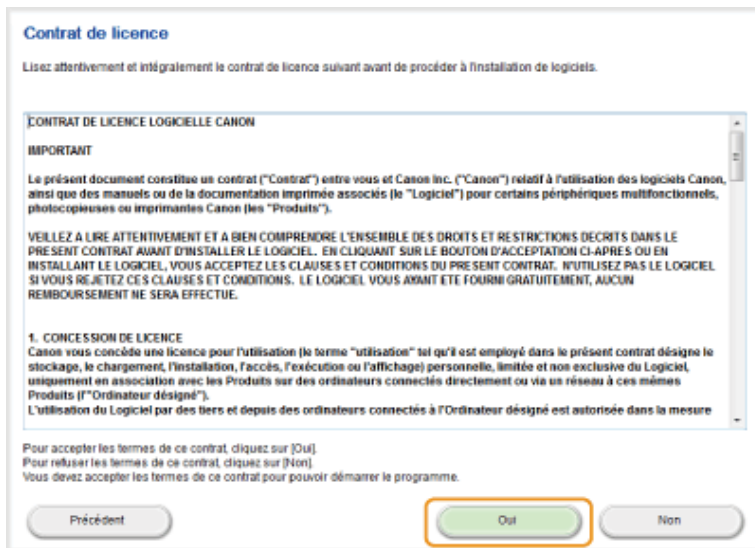 Contrat de licence
Lisez attentivement et intégralement le contrat de licence suivant avant de procéder à l'installation de logiciels.
CONTRAT DE LICENCE LOGICIELLE CANON
IMPORTANT
Le présent document constitue un contrat ("Contrat") entre vous et Canon Inc. ("Canon") relatif à l'utilisation des logiciels Canon,
ainsi que des manuels ou de la documentation imprimée associés (le "Logiciel") pour certains périphériques multifonctionnels,
photocopieuses ou imprimantes Canon (les "Produits").
VEILLEZ A LIRE ATTENTIVEMENT ET A BIEN COMPRENDRE L'ENSEMBLE DES DROITS ET RESTRICTIONS DECRITS DANS LE
PRESENT CONTRAT AVANT D'INSTALLER LE LOGICIEL. EN CLIQUANT SUR LE BOUTON D'ACCEPTATION CI-APRES OU EN
INSTALLANT LE LOGICIEL, VOUS ACCEPTEZ LES CLAUSES ET CONDITIONS DU PRESENT CONTRAT. N'UTILISEZ PAS LE LOGICIEL
SI VOUS REJETEZ CES CLAUSES ET CONDITIONS. LE LOGICIEL VOUS AYANT ETE FOURNI GRATUITEMENT, AUCUN
REMBOURSEMENT NE SERA EFFECTUE.
1. CONCESSION DE LICENCE
Canon vous concède une licence pour l'utilisation (le terme "utilisation" tel qu'il est employé dans le présent contrat désigne le
stockage, le chargement, l'installation, l'accès, l'exécution ou l'affichage) personnelle, limitée et non exclusive du Logiciel,
uniquement en association avec les Produits sur des ordinateurs connectés directement ou via un réseau à ces mêmes
Produits (l'"Ordinateur désigné").
L'utilisation du Logiciel par des tiers et depuis des ordinateurs connectés à l'Ordinateur désigné est autorisée dans la mesure
Pour accepter les termes de ce contrat, cliquez sur [Oui].
Pour refuser les termes de ce contrat, cliquez sur [Non].
Vous devez accepter les termes de ce contrat pour pouvoir démarrer le programme.
Précédent
Oui
Non